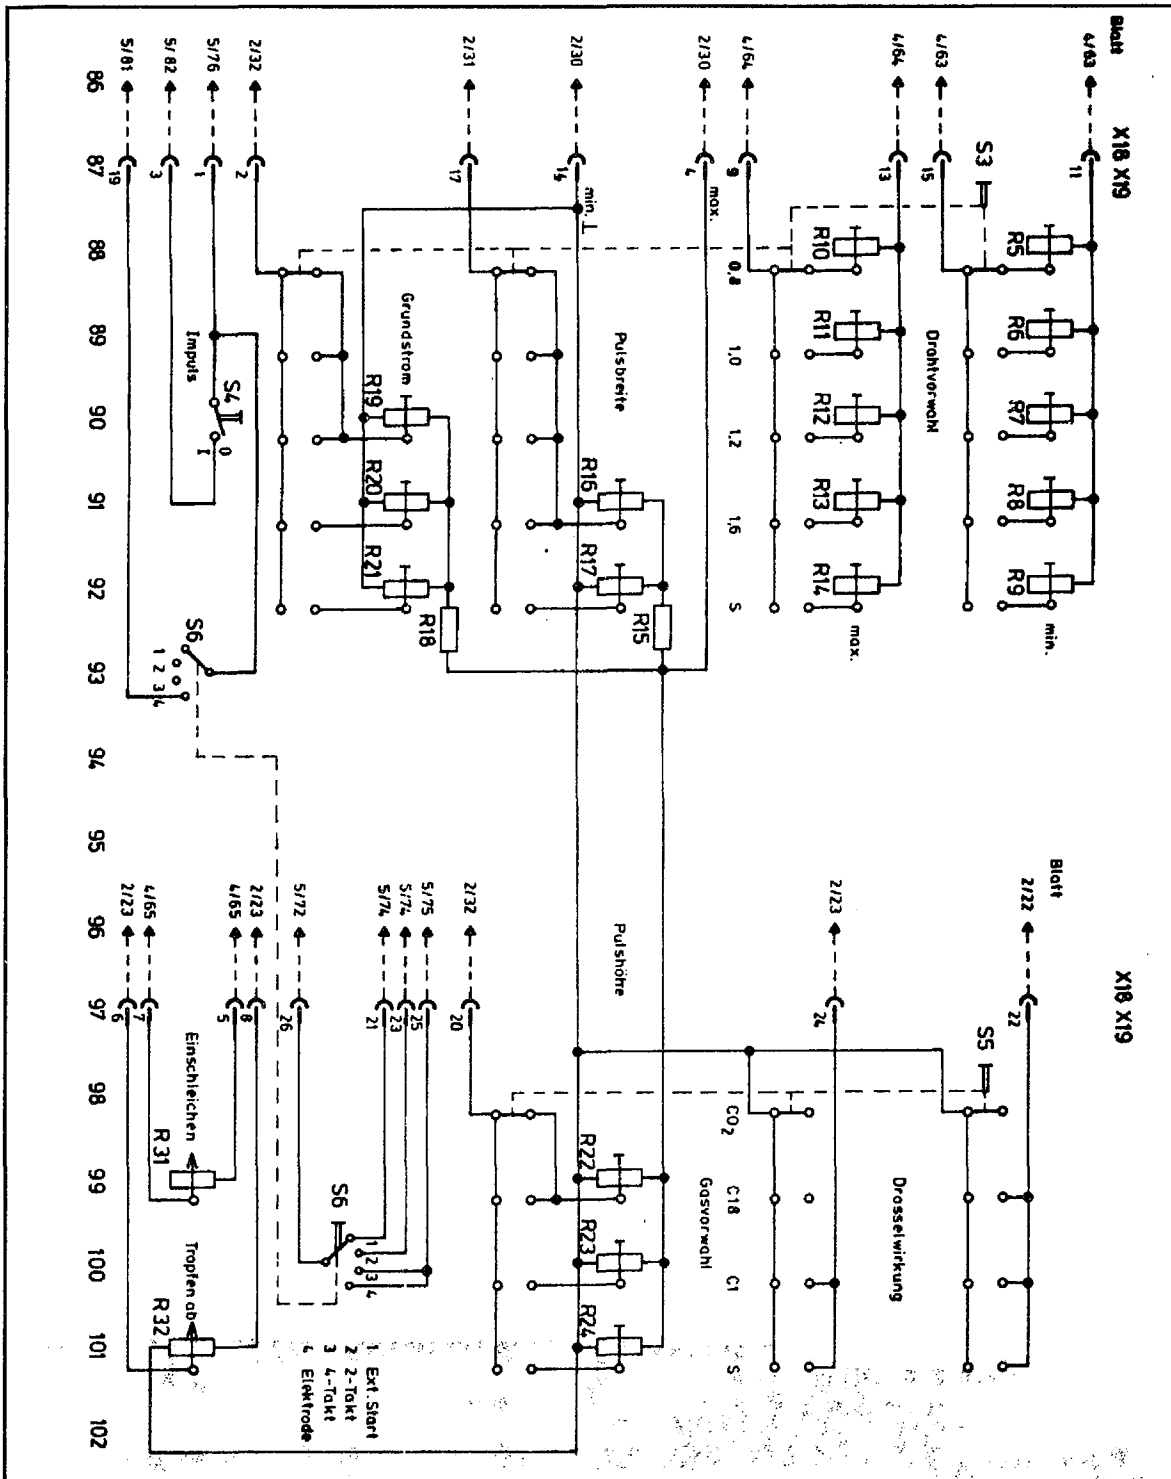 Blatt
X18 X19
4/63
4/63
4/64
4/64
2/30
2/30
2/31
2/32
5/76
5/82
5/81
11
15
13
9
4
14
17
2
1
3
19
86
87
88
89
90
91
92
93
94
95
96
97
98
99
100
101
102
S3
R5
R6
R7
R8
R9
min.
Drahtvorwahl
R10
R11
R12
R13
R14
max.
0,8
1,0
1,2
1,6
S
max.
min. ⊥
Pulsbreite
R16
R17
R15
Grundstrom
R19
R20
R21
R18
Impuls
S4
0
I
S6
1 2 3 4
Blatt
X18 X19
2/22
2/23
2/32
5/75
5/74
5/74
5/72
2/23
4/65
4/65
2/23
22
24
20
25
23
21
26
8
5
7
6
S5
Drosselwirkung
CO2
C18
C1
S
Gasvorwahl
Pulshöhe
R22
R23
R24
S6
1
2
3
4
1 Ext. Start
2 2-Takt
3 4-Takt
4 Elektrode
Einschleichen
R31
Tropfen ab
R32